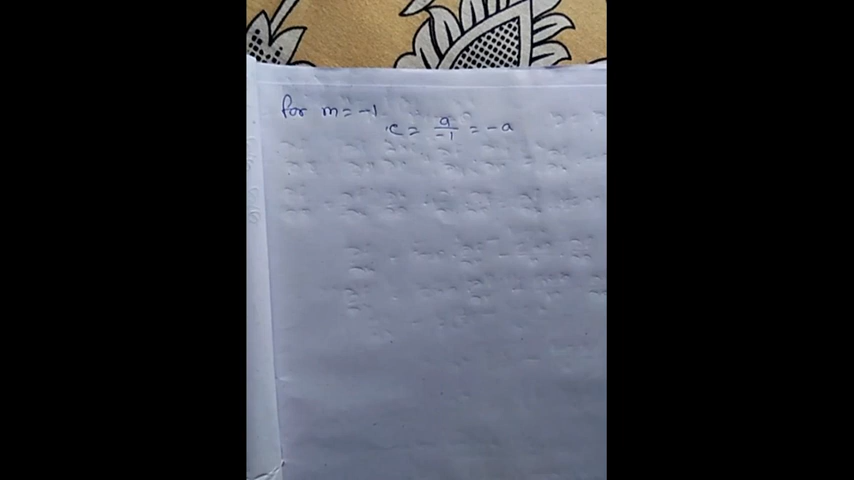 for m = -1
c = a/-1 = -a